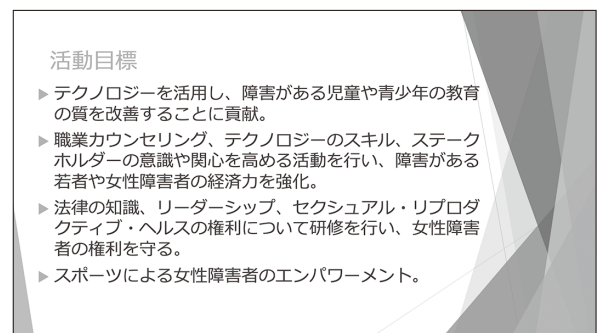 活動目標
テクノロジーを活用し、障害がある児童や青少年の教育
の質を改善することに貢献。
職業カウンセリング、テクノロジーのスキル、ステーク
ホルダーの意識や関心を高める活動を行い、障害がある
若者や女性障害者の経済力を強化。
法律の知識、リーダーシップ、セクシュアル・リプロダ
クティブ・ヘルスの権利について研修を行い、女性障害
者の権利を守る。
スポーツによる女性障害者のエンパワーメント。